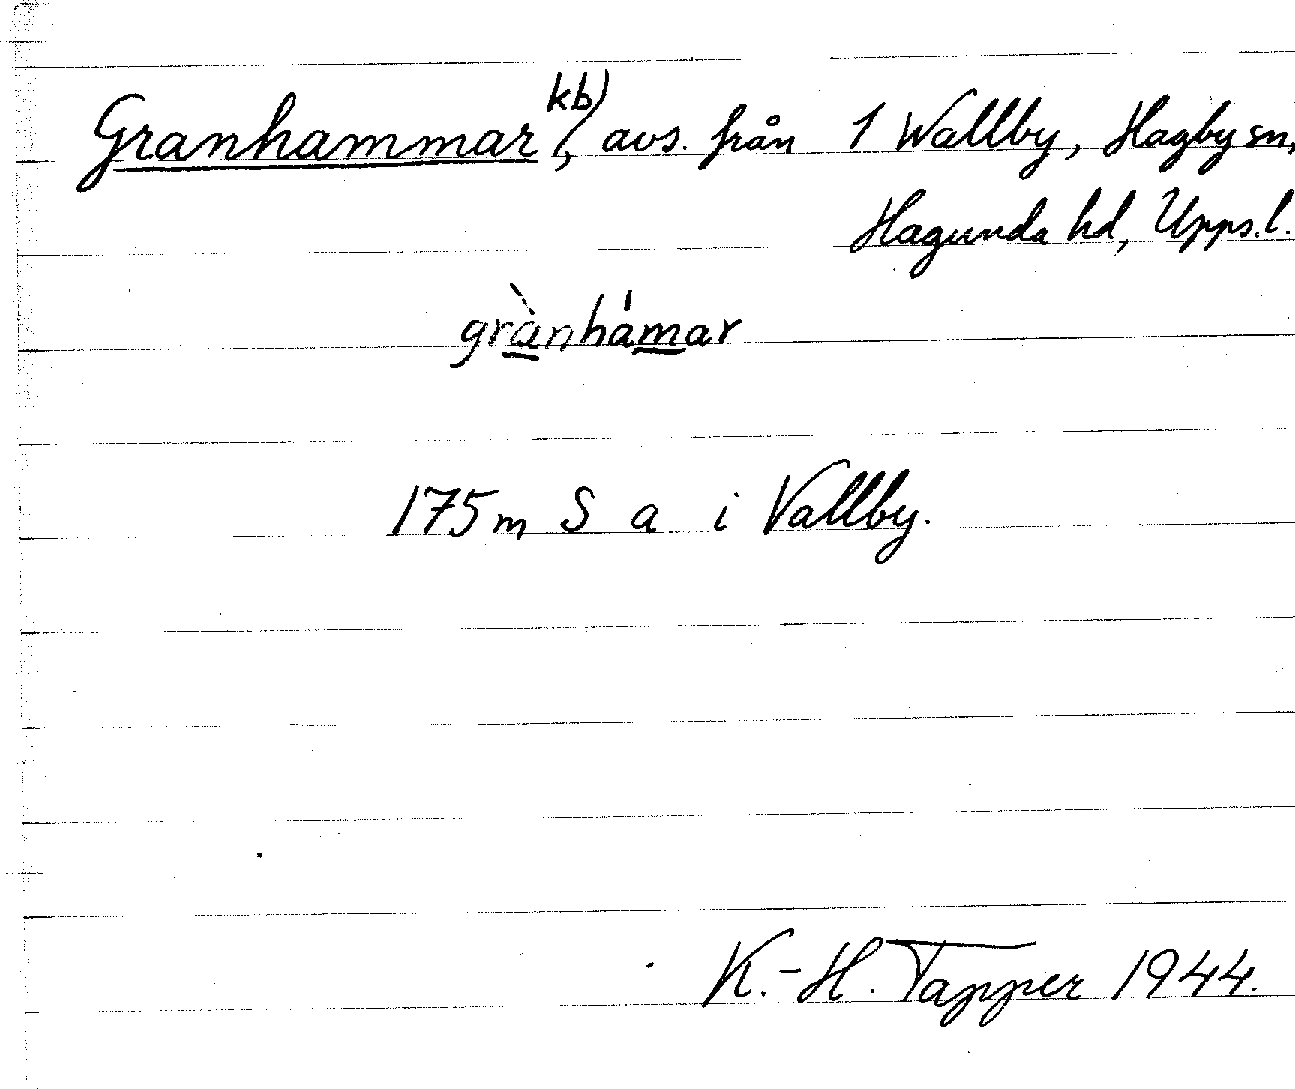 Granhammar kb), avs. från 1 Wallby, Hagby sn,
Hagunda hd, Upps.l.
grànhámar
175 m S a i Vallby.
K.-H. Tapper 1944.